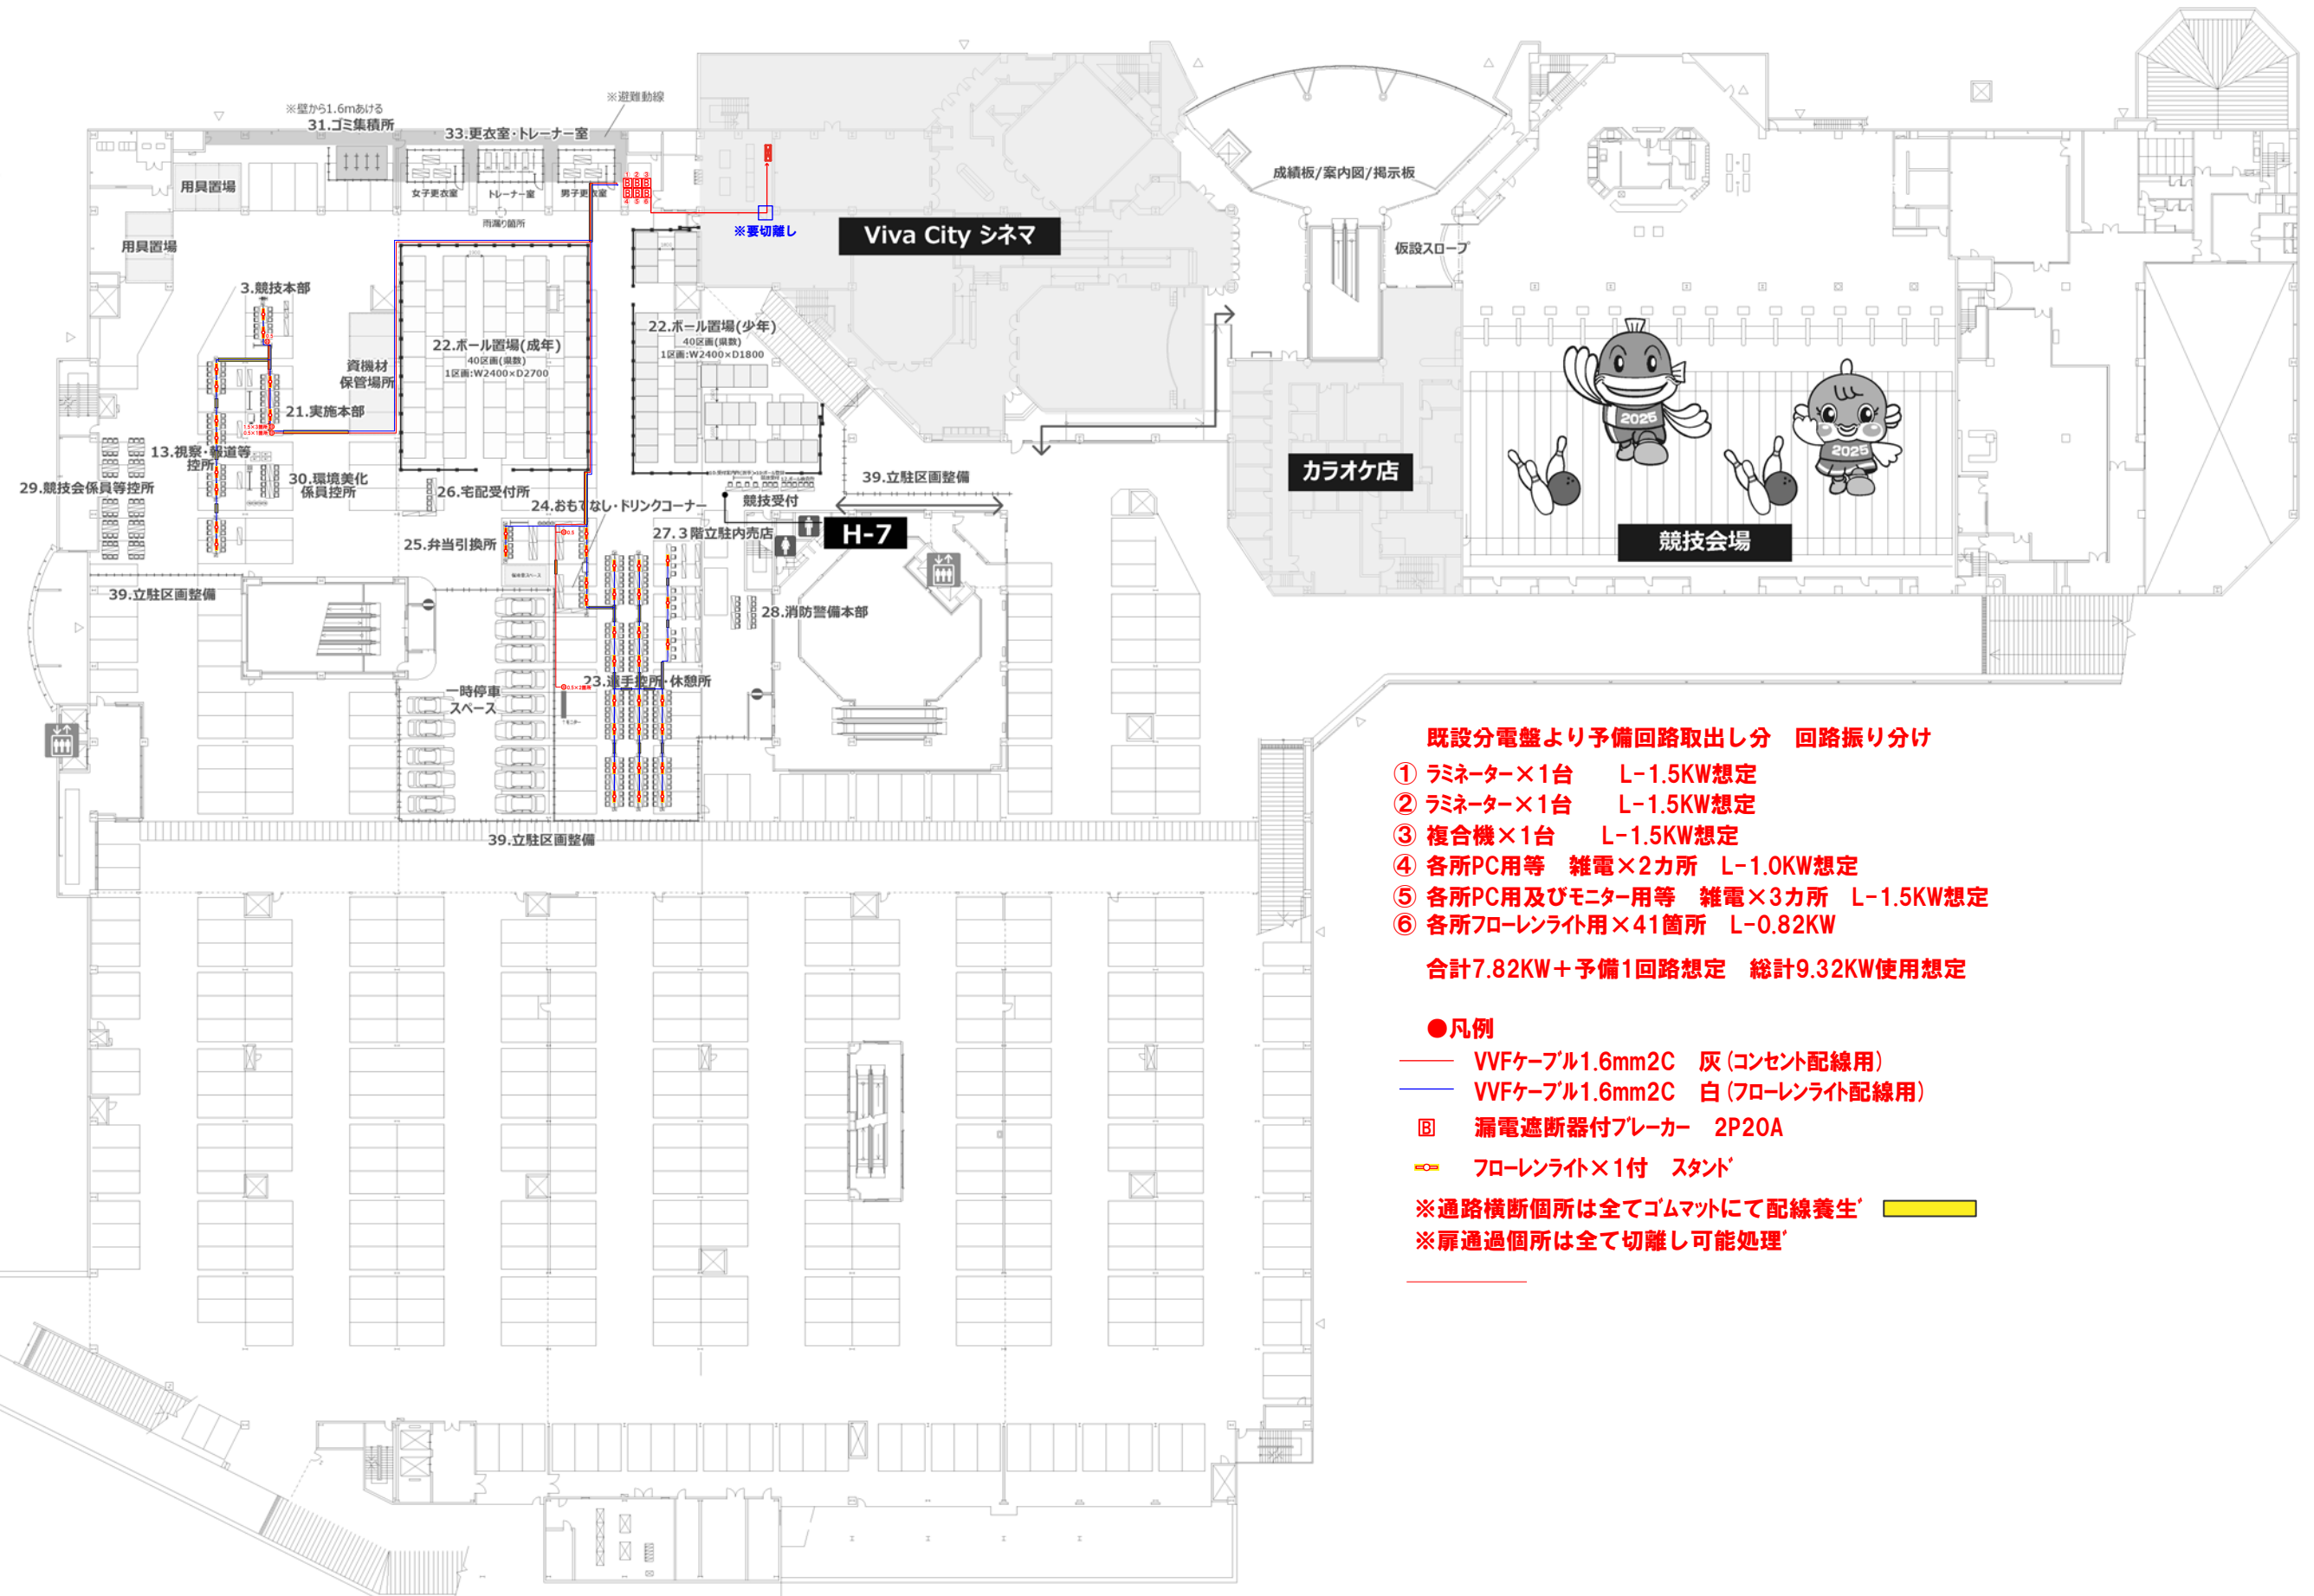 ※壁から1.6mあける
31.ゴミ集積所
33.更衣室・トレーナー室
※避難動線
用具置場
女子更衣室
トレーナー室
男子更衣室
雨漏り箇所
1 2 3
B B B
B B B
4 5 6
※要切離し
Viva City シネマ
成績板/案内図/掲示板
仮設スロープ
用具置場
3.競技本部
22.ボール置場(成年)
40区画(県数)
1区画:W2400×D2700
22.ボール置場(少年)
40区画(県数)
1区画:W2400×D1800
資機材
保管場所
21.実施本部
13.視察・報道等
控所
29.競技会係員等控所
30.環境美化
係員控所
26.宅配受付所
24.おもてなし・ドリンクコーナー
競技受付
39.立駐区画整備
25.弁当引換所
27.3階立駐内売店
H-7
28.消防警備本部
39.立駐区画整備
23.選手控所・休憩所
一時停車
スペース
39.立駐区画整備
カラオケ店
2025
2025
競技会場
既設分電盤より予備回路取出し分 回路振り分け
① ラミネーター×1台 L-1.5KW想定
② ラミネーター×1台 L-1.5KW想定
③ 複合機×1台 L-1.5KW想定
④ 各所PC用等 雑電×2カ所 L-1.0KW想定
⑤ 各所PC用及びモニター用等 雑電×3カ所 L-1.5KW想定
⑥ 各所フローレンライト用×41箇所 L-0.82KW
合計7.82KW＋予備1回路想定 総計9.32KW使用想定
●凡例
VVFケーブル1.6mm2C 灰(コンセント配線用)
VVFケーブル1.6mm2C 白(フローレンライト配線用)
B 漏電遮断器付ブレーカー 2P20A
フローレンライト×1付 スタンド
※通路横断個所は全てゴムマットにて配線養生
※扉通過個所は全て切離し可能処理